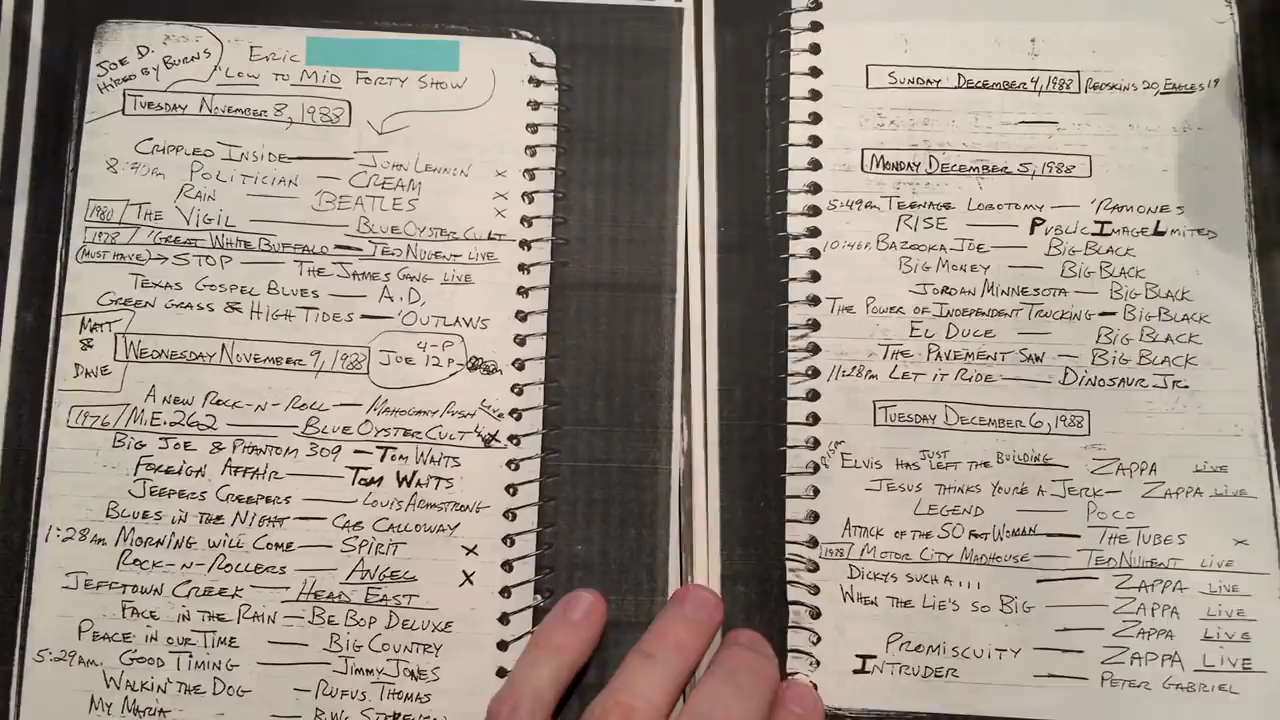 JOE D.
HIRED BY BURNS
ERIC
"LOW TO MID FORTY SHOW
TUESDAY NOVEMBER 8, 1988
CRIPPLED INSIDE — JOHN LENNON X
8:40pm POLITICIAN — CREAM X
RAIN — 'BEATLES X
1980/ THE VIGIL — BLUE OYSTER CULT
1978/ 'GREAT WHITE BUFFALO — TED NUGENT LIVE
(MUST HAVE) → STOP — THE JAMES GANG LIVE
TEXAS GOSPEL BLUES — A.D.
GREEN GRASS & HIGH TIDES — 'OUTLAWS
MATT
&
DAVE
WEDNESDAY NOVEMBER 9, 1988
4-P
JOE 12P-
A NEW ROCK-N-ROLL — MAHOGANY RUSH Live
1976/ M.E. 262 — BLUE OYSTER CULT Live X
BIG JOE & PHANTOM 309 — TOM WAITS
FOREIGN AFFAIR — TOM WAITS
JEEPERS CREEPERS — LOUIS ARMSTRONG
BLUES IN THE NIGHT — CAB CALLOWAY
1:28am MORNING WILL COME — SPIRIT X
ROCK-N-ROLLERS — ANGEL X
JEFFTOWN CREEK — HEAD EAST
FACE IN THE RAIN — BE BOP DELUXE
PEACE IN OUR TIME — BIG COUNTRY
5:29am. GOOD TIMING — JIMMY JONES
WALKIN' THE DOG — RUFUS THOMAS
MY MARIA — B.W. STEVENSON
SUNDAY DECEMBER 4, 1988 REDSKINS 20, EAGLES 19
MONDAY DECEMBER 5, 1988
5:49pm TEENAGE LOBOTOMY — 'RAMONES
RISE — PUBLIC IMAGE LIMITED
10:46pm BAZOOKA JOE — BIG BLACK
BIG MONEY — BIG BLACK
JORDAN MINNESOTA — BIG BLACK
THE POWER OF INDEPENDENT TRUCKING — BIG BLACK
EL DUCE — BIG BLACK
THE PAVEMENT SAW — BIG BLACK
11:28pm LET IT RIDE — DINOSAUR JR.
TUESDAY DECEMBER 6, 1988
8:15pm ELVIS HAS JUST LEFT THE BUILDING — ZAPPA LIVE
JESUS THINKS YOU'RE A JERK — ZAPPA LIVE
LEGEND — POCO
ATTACK OF THE 50 FOOT WOMAN — THE TUBES X
1978/ MOTOR CITY MADHOUSE — TED NUGENT LIVE
DICKYS SUCH A... — ZAPPA LIVE
WHEN THE LIE'S SO BIG — ZAPPA LIVE
— ZAPPA LIVE
PROMISCUITY — ZAPPA LIVE
INTRUDER — PETER GABRIEL